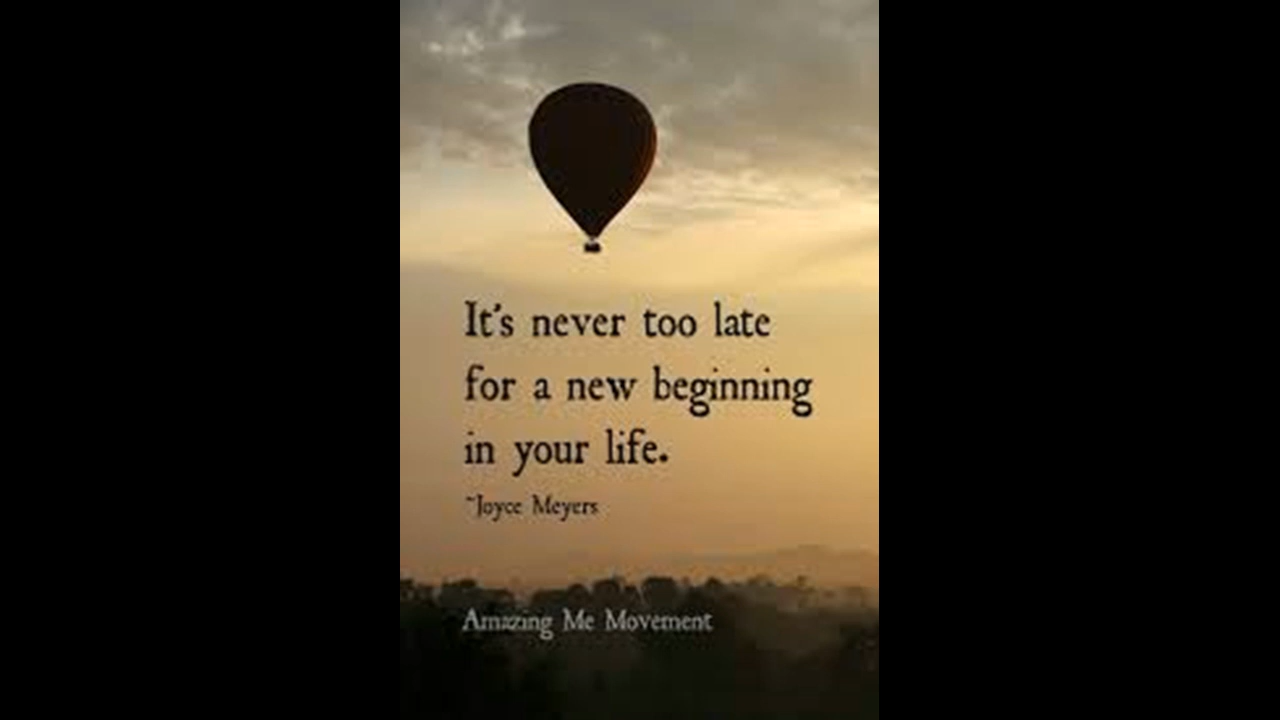 It's never too late
for a new beginning
in your life.
~Joyce Meyers
Amazing Me Movement